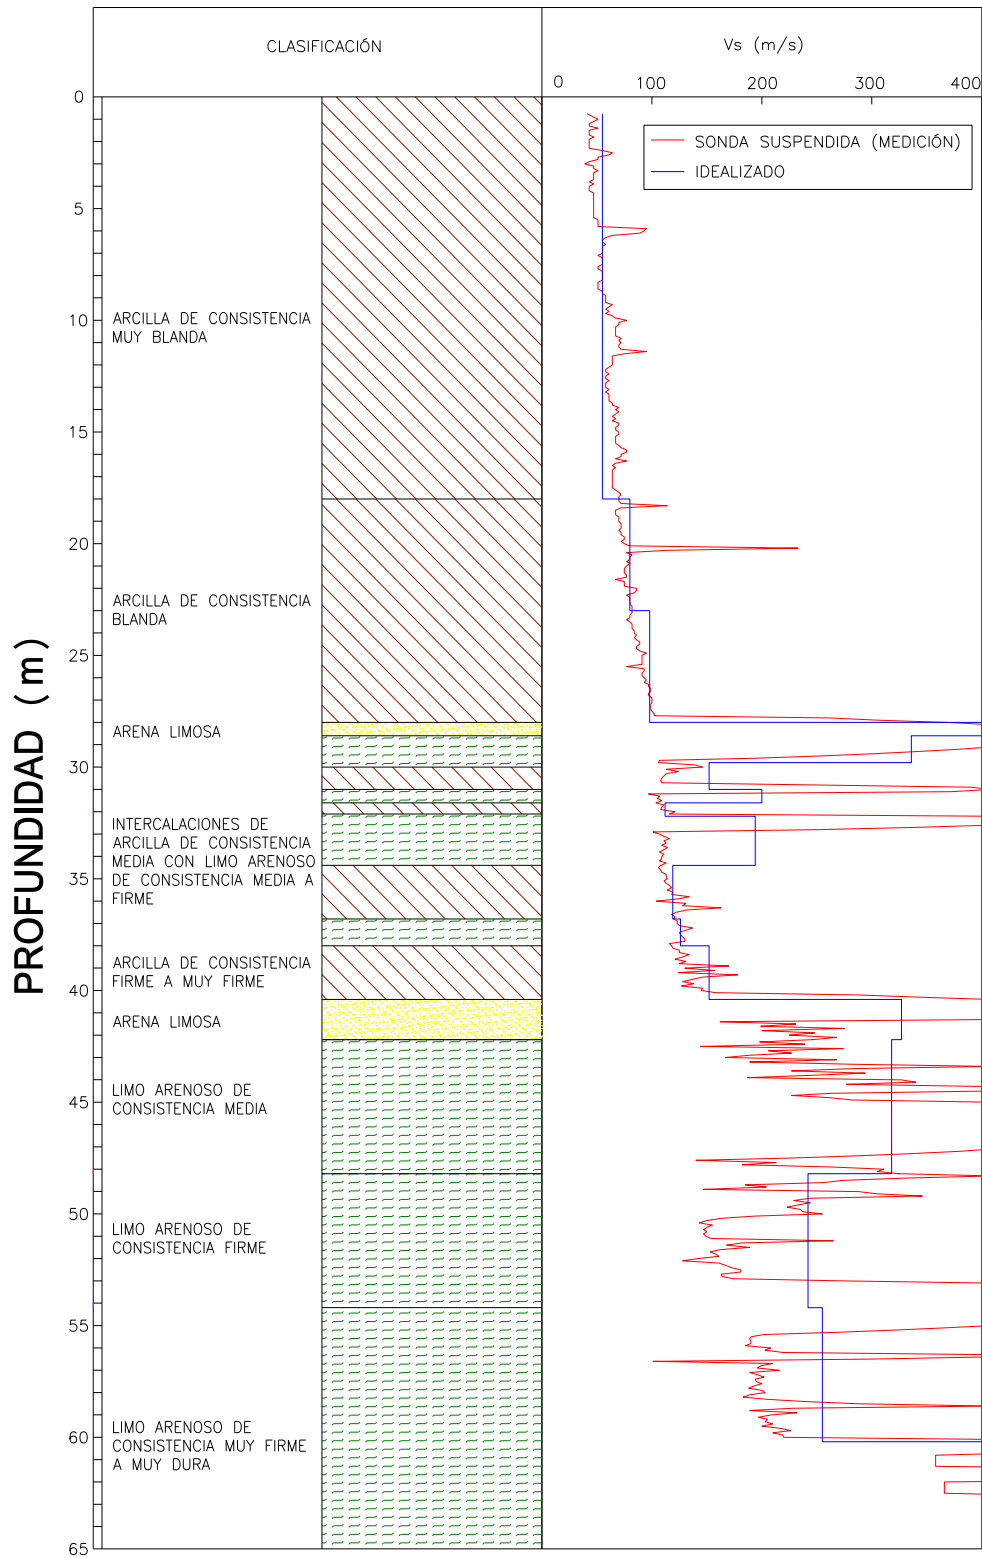 CLASIFICACIÓN
Vs (m/s)
0 100 200 300 400
SONDA SUSPENDIDA (MEDICIÓN)
IDEALIZADO
PROFUNDIDAD (m)
0
5
10
15
20
25
30
35
40
45
50
55
60
65
ARCILLA DE CONSISTENCIA
MUY BLANDA
ARCILLA DE CONSISTENCIA
BLANDA
ARENA LIMOSA
INTERCALACIONES DE
ARCILLA DE CONSISTENCIA
MEDIA CON LIMO ARENOSO
DE CONSISTENCIA MEDIA A
FIRME
ARCILLA DE CONSISTENCIA
FIRME A MUY FIRME
ARENA LIMOSA
LIMO ARENOSO DE
CONSISTENCIA MEDIA
LIMO ARENOSO DE
CONSISTENCIA FIRME
LIMO ARENOSO DE
CONSISTENCIA MUY FIRME
A MUY DURA